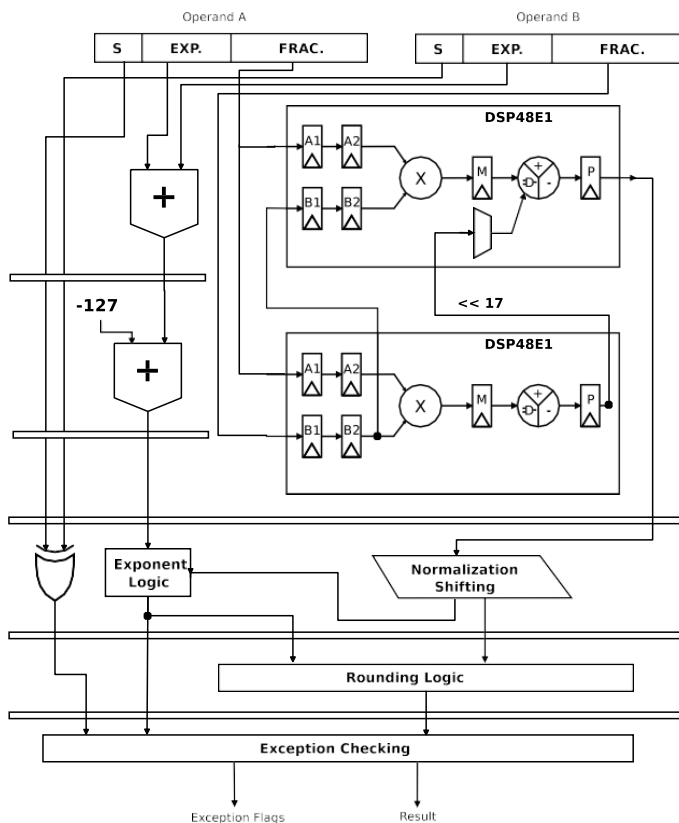 Operand A
Operand B
S EXP. FRAC.
S EXP. FRAC.
DSP48E1
A1 A2
X
M
+
-
P
B1 B2
+
-127
<< 17
+
DSP48E1
A1 A2
X
M
+
-
P
B1 B2
Exponent
Logic
Normalization
Shifting
Rounding Logic
Exception Checking
Exception Flags
Result